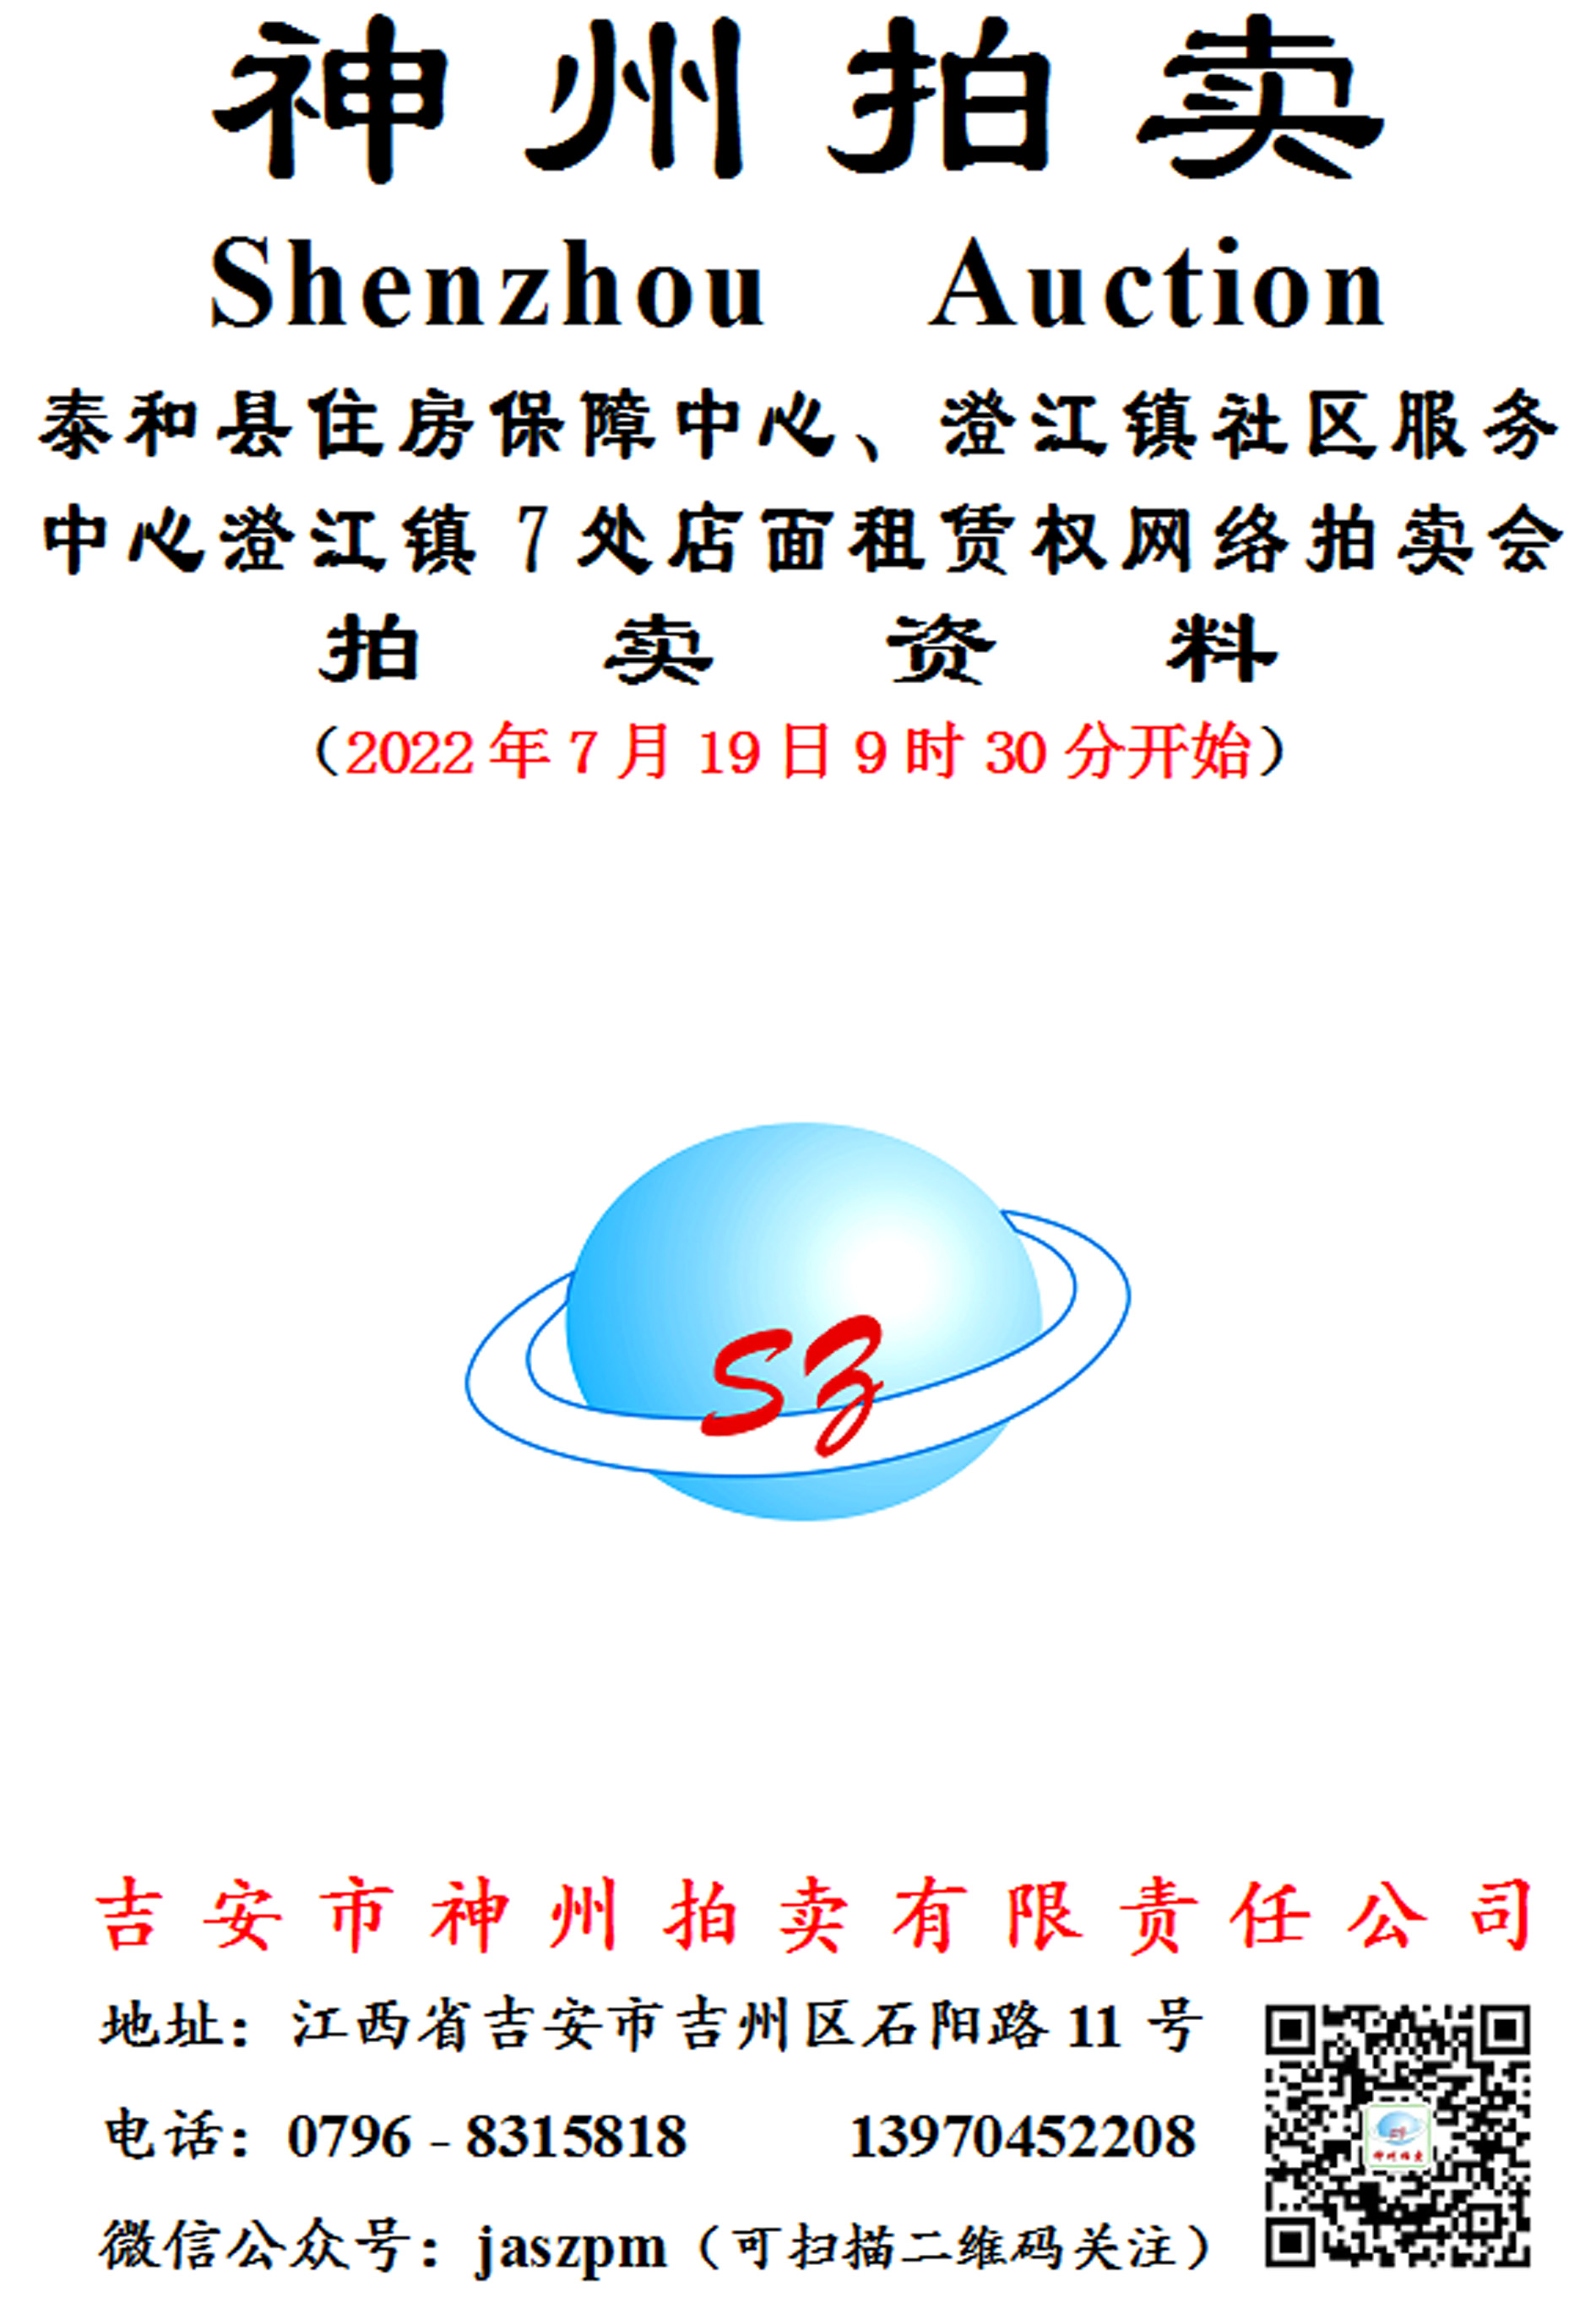 神州拍卖
Shenzhou Auction
泰和县住房保障中心、澄江镇社区服务
中心澄江镇7处店面租赁权网络拍卖会
拍卖资料
（2022年7月19日9时30分开始）
SZ
吉安市神州拍卖有限责任公司
地址：江西省吉安市吉州区石阳路11号
电话：0796-8315818 13970452208
微信公众号：jaszpm（可扫描二维码关注）
神州拍卖